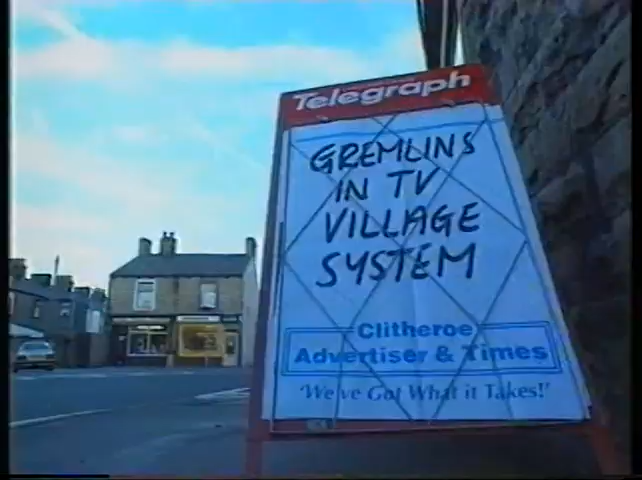 Telegraph
GREMLINS
IN TV
VILLAGE
SYSTEM
Clitheroe
Advertiser & Times
'We've Got What it Takes!!'